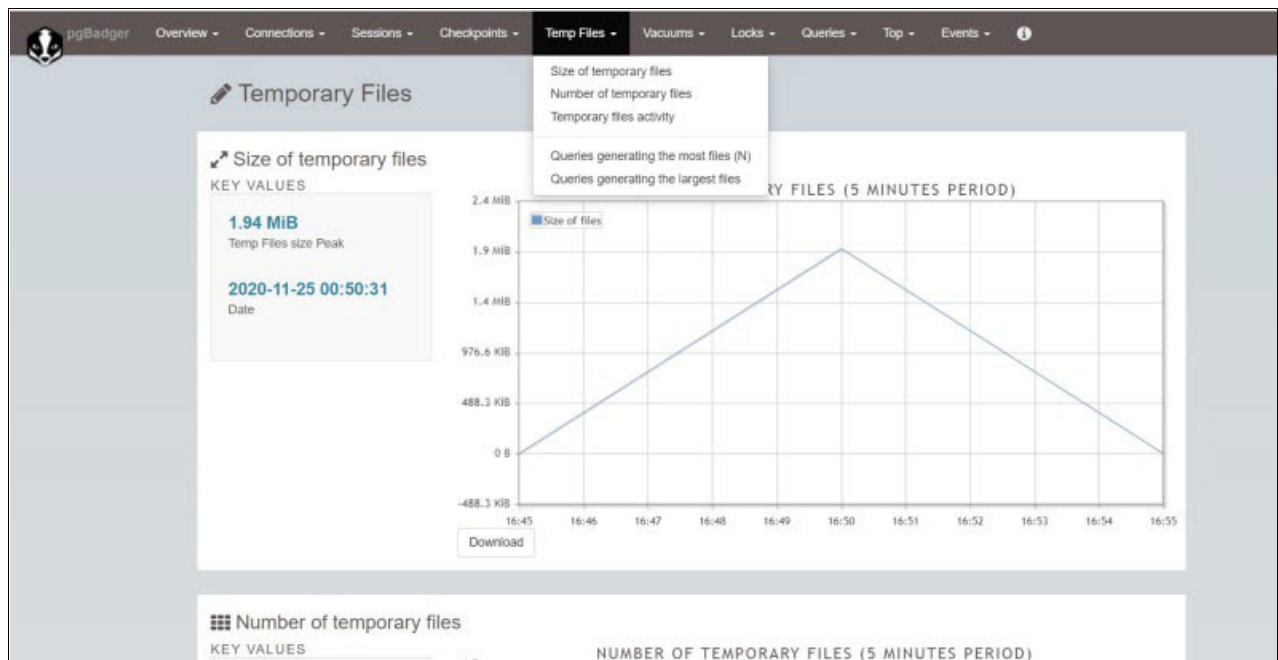 pgBadger Overview Connections Sessions Checkpoints Temp Files Vacuums Locks Queries Top Events
Size of temporary files
Number of temporary files
Temporary files activity
Queries generating the most files (N)
Queries generating the largest files
Temporary Files
Size of temporary files
KEY VALUES
1.94 MiB
Temp Files size Peak
2020-11-25 00:50:31
Date
RY FILES (5 MINUTES PERIOD)
Size of files
2.4 MiB
1.9 MiB
1.4 MiB
976.6 KiB
488.3 KiB
0 B
-488.3 KiB
16:45 16:46 16:47 16:48 16:49 16:50 16:51 16:52 16:53 16:54 16:55
Download
Number of temporary files
KEY VALUES
NUMBER OF TEMPORARY FILES (5 MINUTES PERIOD)